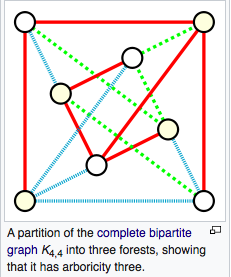 A partition of the complete bipartite
graph K4,4 into three forests, showing
that it has arboricity three.